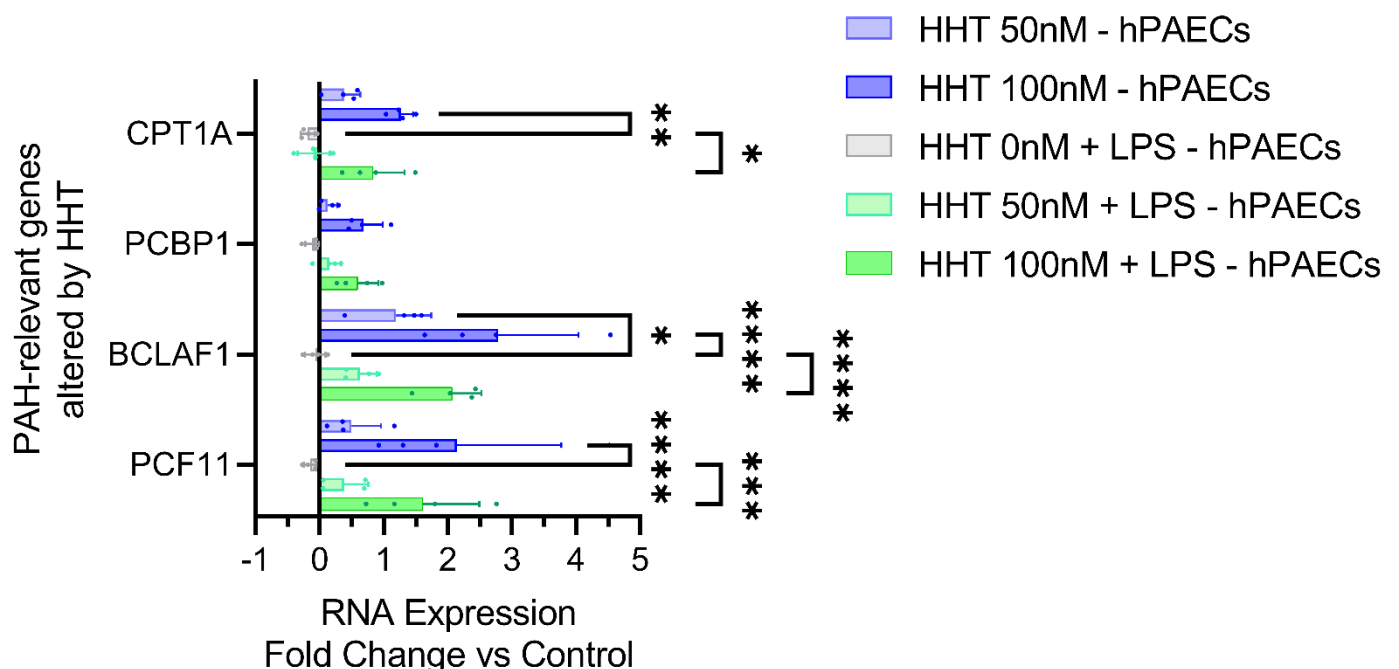 HHT 50nM - hPAECs
HHT 100nM - hPAECs
HHT 0nM + LPS - hPAECs
HHT 50nM + LPS - hPAECs
HHT 100nM + LPS - hPAECs
PAH-relevant genes
altered by HHT
CPT1A
PCBP1
BCLAF1
PCF11
**
*
*
****
****
****
***
-1 0 1 2 3 4 5
RNA Expression
Fold Change vs Control